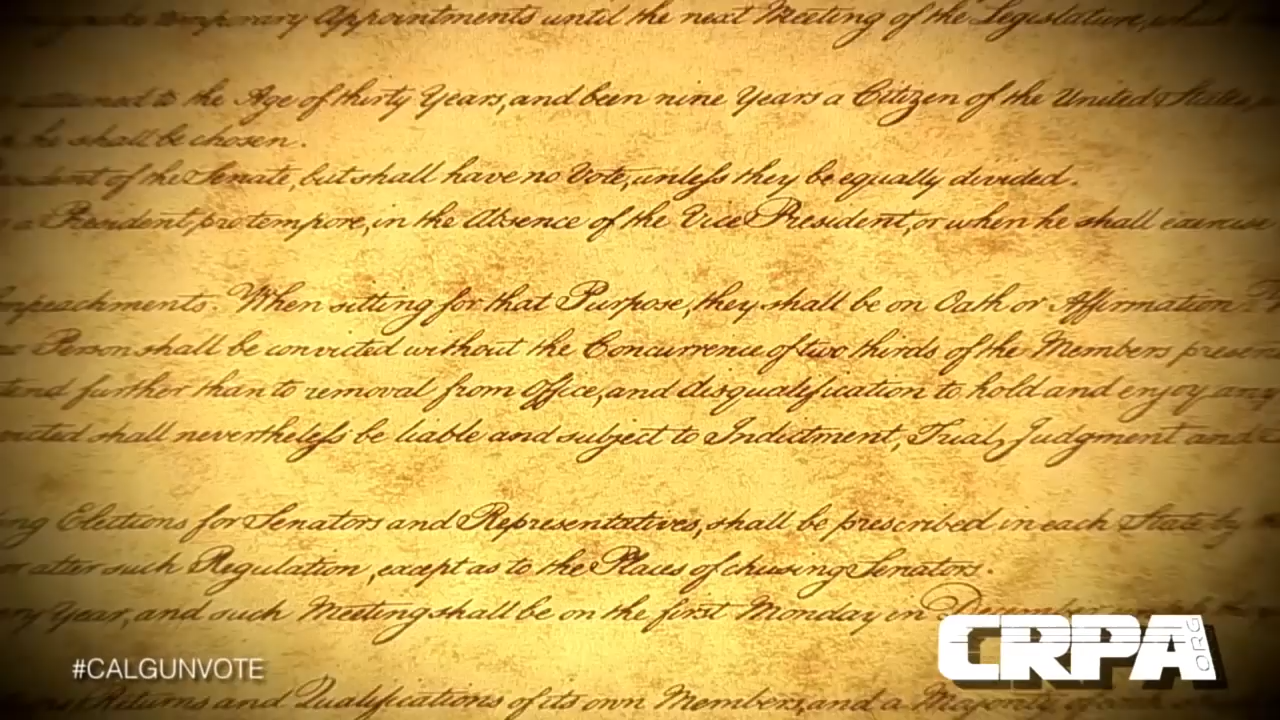 temporary Appointments until the next Meeting of the Legislature, which
attained to the Age of thirty Years, and been nine Years a Citizen of the United States,
he shall be chosen.
of the Senate, but shall have no Vote, unless they be equally divided.
a President pro tempore, in the Absence of the Vice President, or when he shall exercise
Impeachments. When sitting for that Purpose, they shall be on Oath or Affirmation.
Person shall be convicted without the Concurrence of two thirds of the Members present
extend further than to removal from Office, and disqualification to hold and enjoy any
shall nevertheless be liable and subject to Indictment, Trial, Judgment and
Elections for Senators and Representatives, shall be prescribed in each State by
or alter such Regulation, except as to the Places of chusing Senators.
Year, and such Meeting shall be on the first Monday in December
Returns and Qualifications of its own Members, and a Majority of each
#CALGUNVOTE
CRPA.ORG